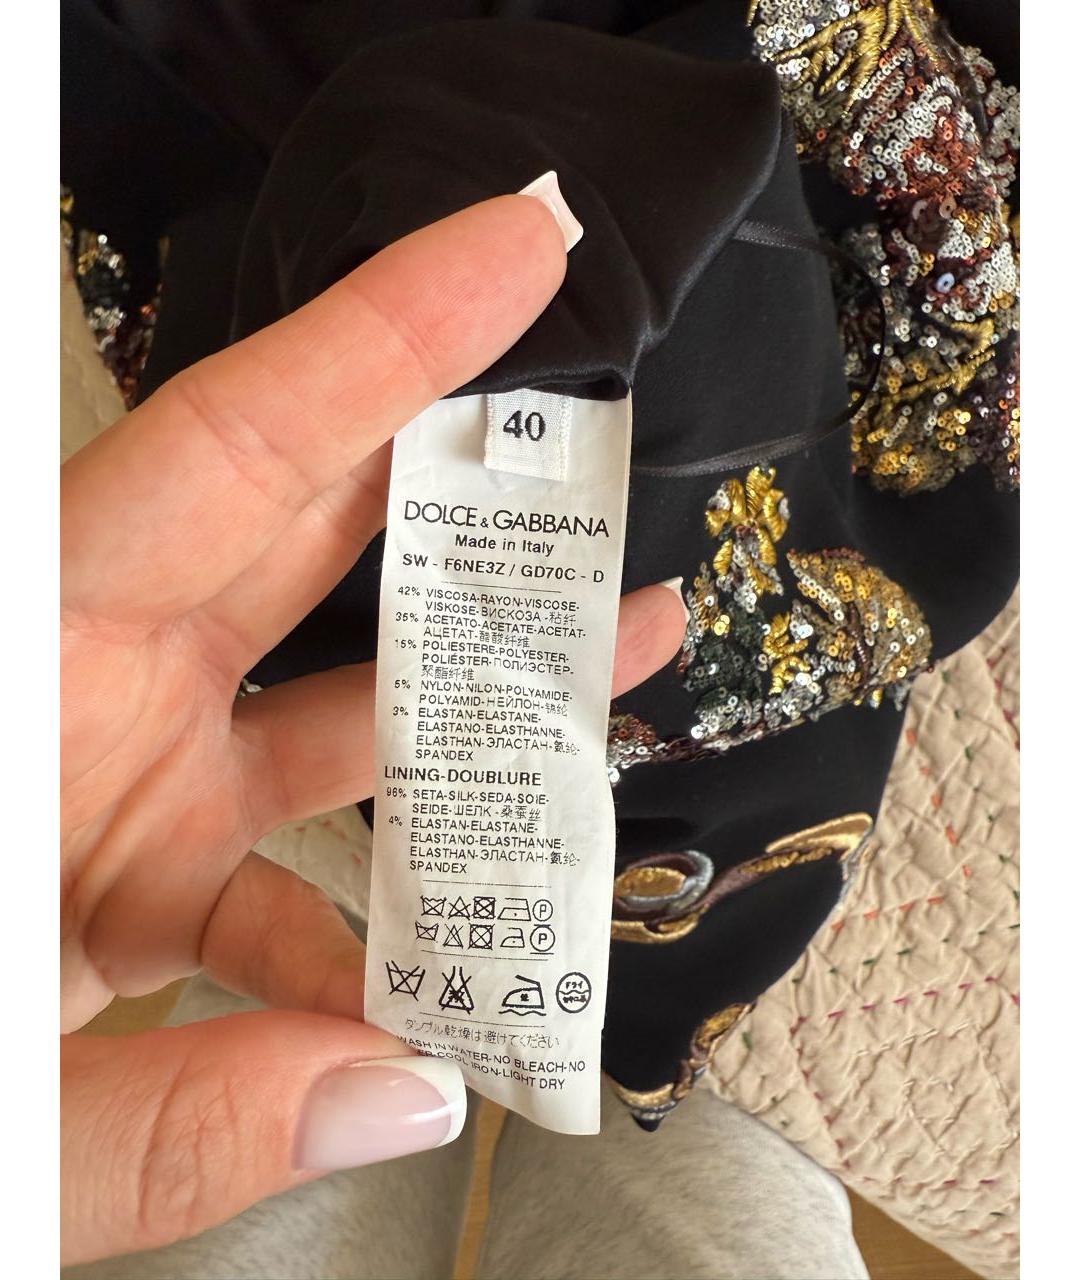 40
DOLCE & GABBANA
Made in Italy
SW - F6NE3Z / GD70C - D
42% VISCOSA-RAYON-VISCOSE-
VISKOSE-ВИСКОЗА-粘纤
35% ACETATO-ACETATE-ACETAT-
АЦЕТАТ-醋酸纤维
15% POLIESTERE-POLYESTER-
POLIÉSTER-ПОЛИЭСТЕР-
聚酯纤维
5% NYLON-NILON-POLYAMIDE-
POLYAMID-НЕЙЛОН-锦纶
3% ELASTAN-ELASTANE-
ELASTANO-ELASTHANNE-
ELASTHAN-ЭЛАСТАН-氨纶-
SPANDEX
LINING-DOUBLURE
96% SETA-SILK-SEDA-SOIE-
SEIDE-ШЕЛК-桑蚕丝
4% ELASTAN-ELASTANE-
ELASTANO-ELASTHANNE-
ELASTHAN-ЭЛАСТАН-氨纶-
SPANDEX
P
P
ドライ
タンブル乾燥は避けてください
WASH IN WATER-NO BLEACH-NO
COOL IRON-LIGHT DRY